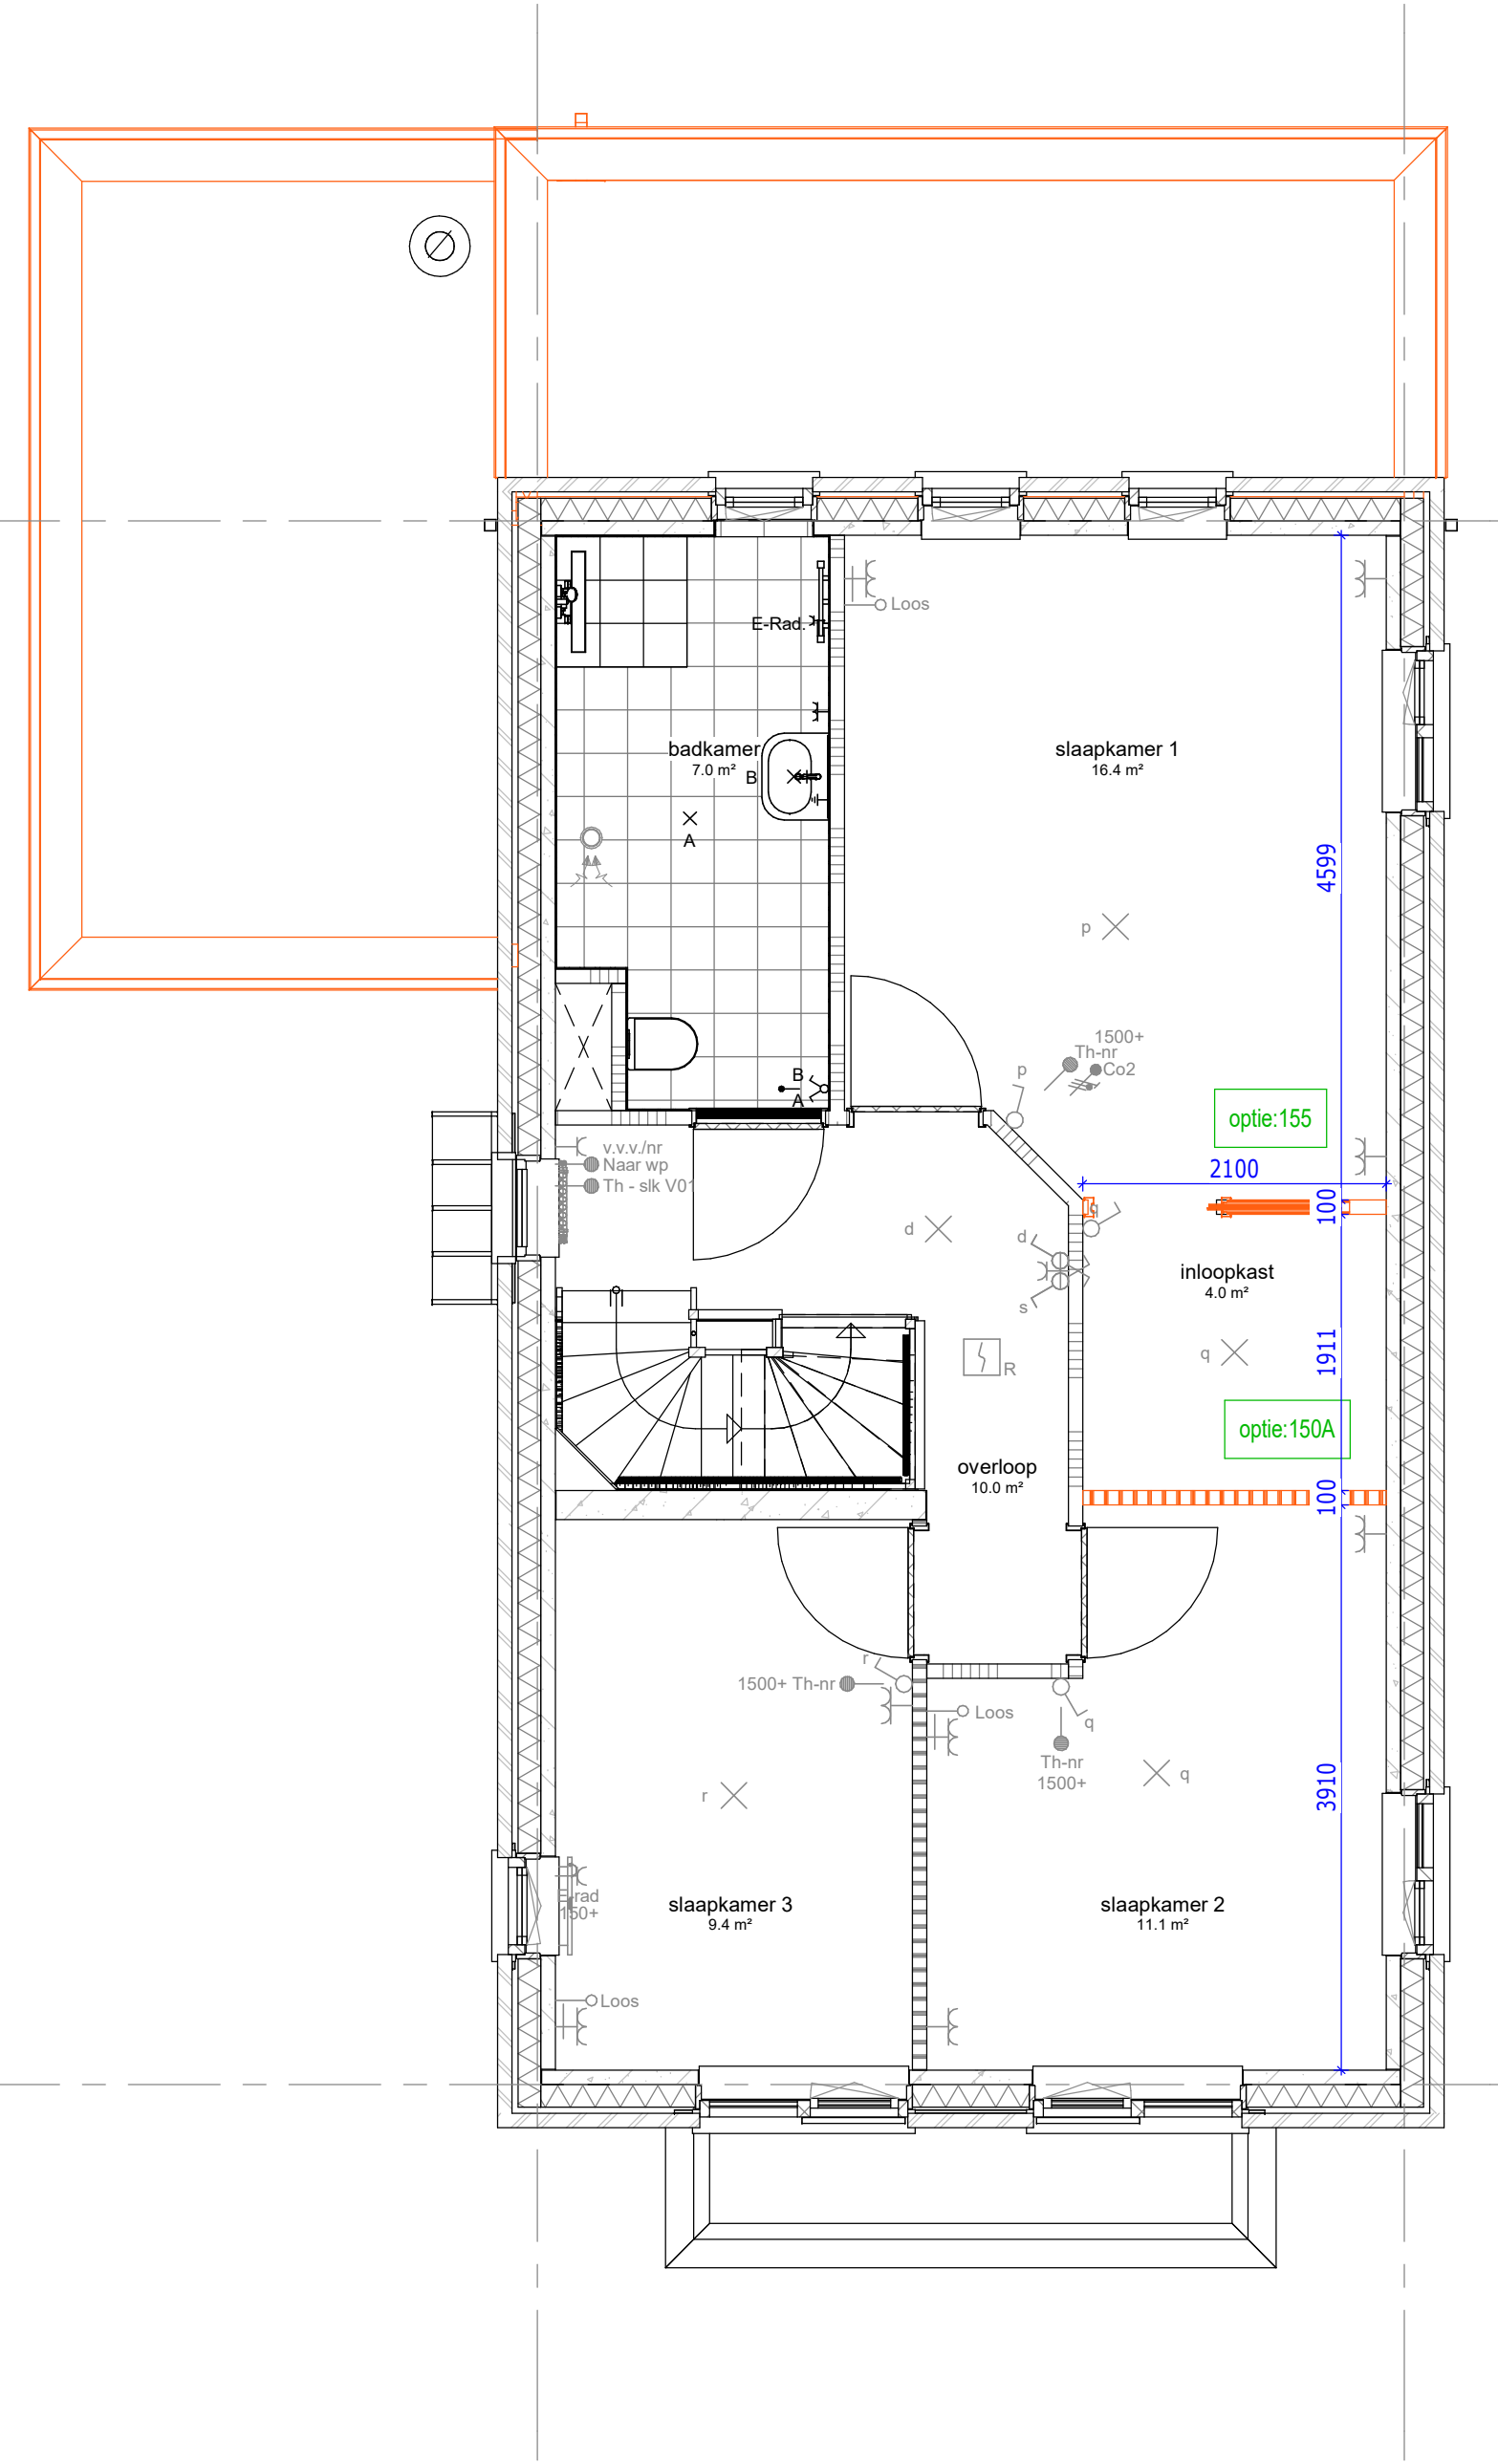 Loos
E-Rad.
badkamer
7.0 m²
B
A
slaapkamer 1
16.4 m²
4599
p
1500+
Th-nr
Co2
p
B
A
optie:155
v.v.v./nr
Naar wp
Th - slk V01
2100
100
q
d
d
s
inloopkast
4.0 m²
1911
q
R
optie:150A
overloop
10.0 m²
100
r
1500+ Th-nr
Loos
q
Th-nr
1500+
r
q
3910
E-rad
150+
slaapkamer 3
9.4 m²
slaapkamer 2
11.1 m²
Loos